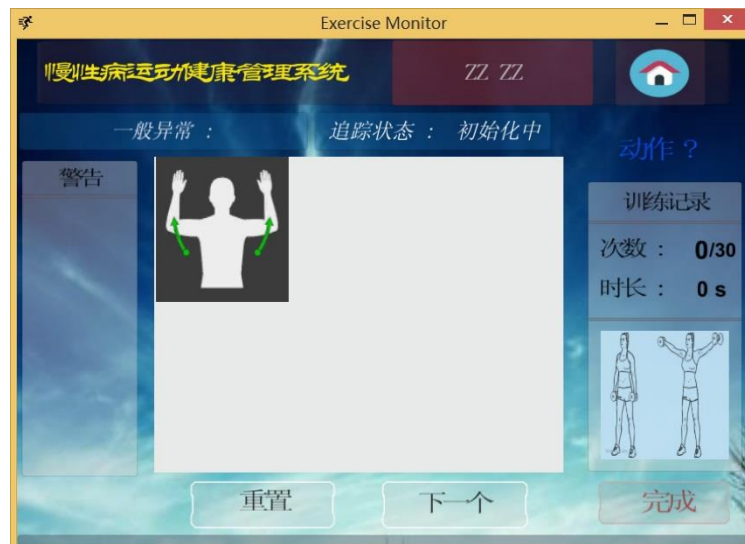 Exercise Monitor
慢性病运动健康管理系统
ZZ ZZ
一般异常 :
追踪状态 : 初始化中
动作 ?
警告
训练记录
次数 : 0/30
时长 : 0 s
重置
下一个
完成